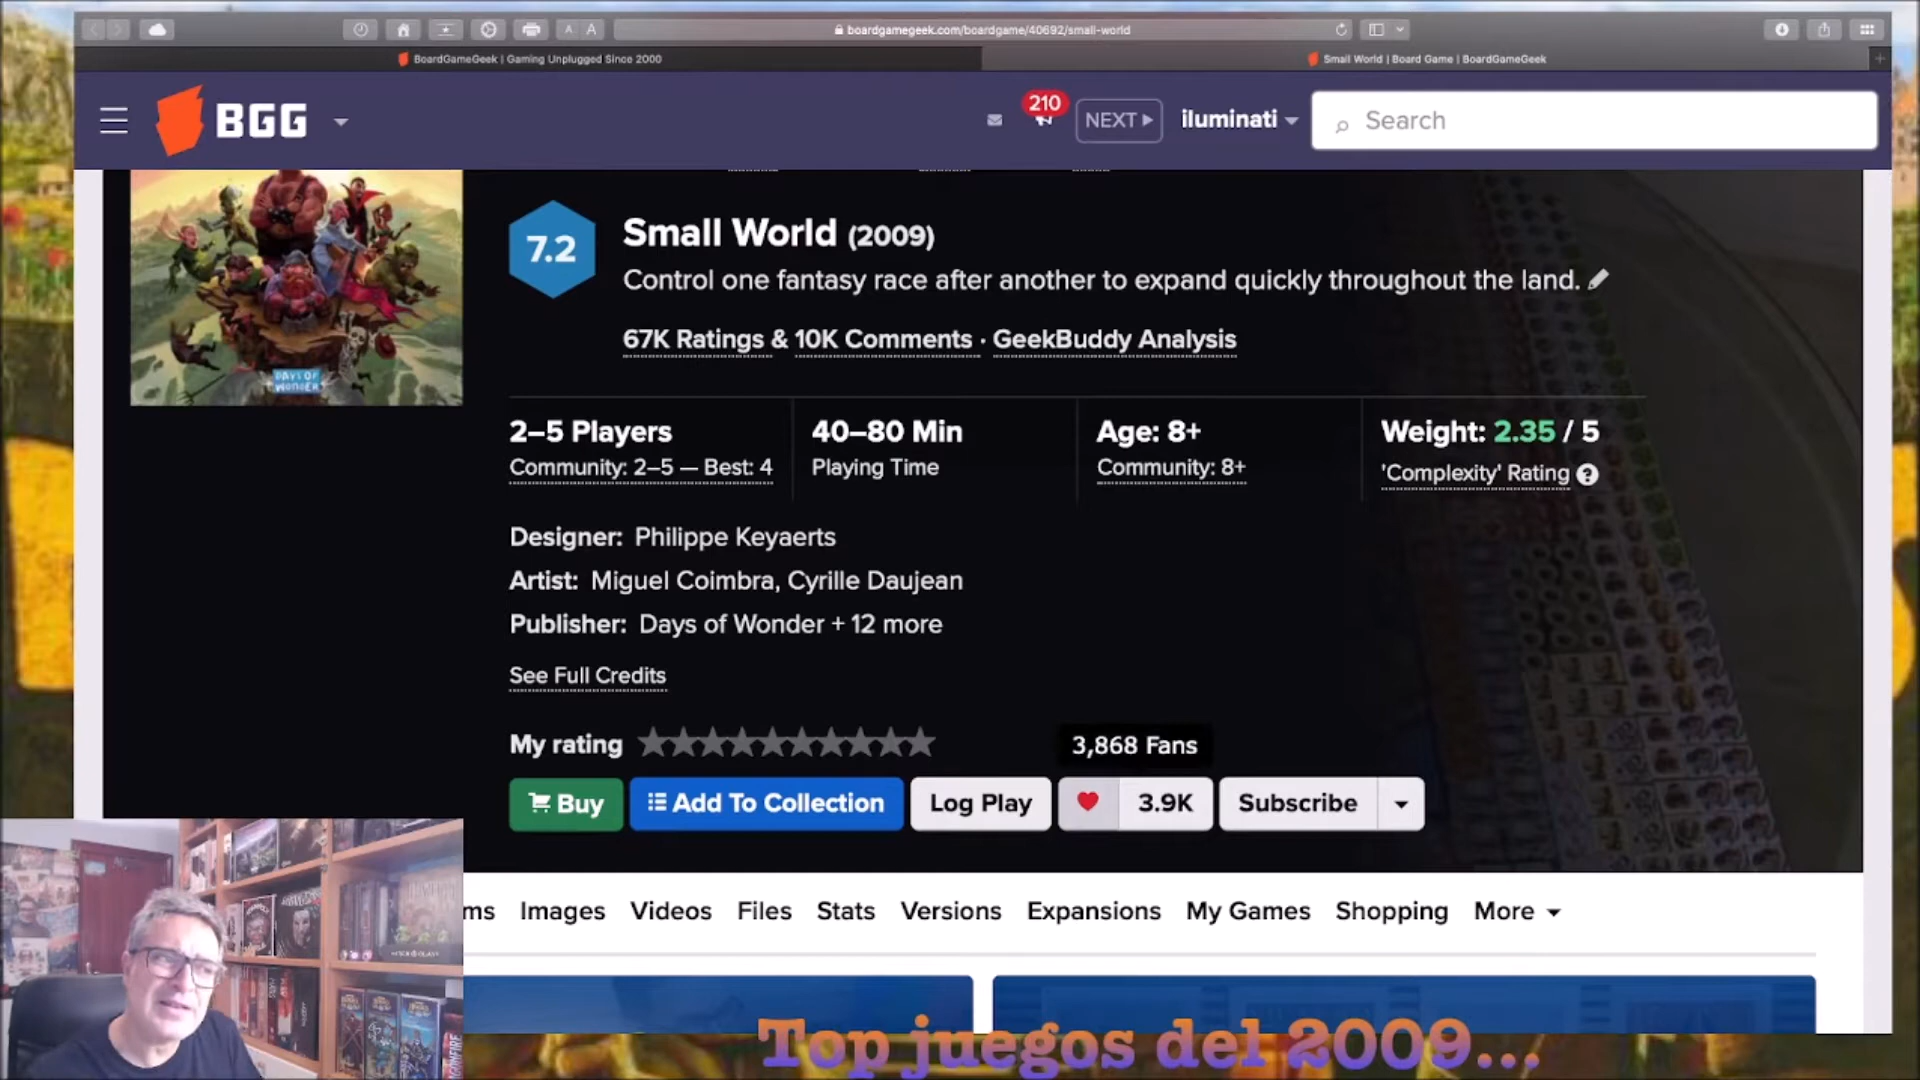 boardgamegeek.com/boardgame/40692/small-world
BoardGameGeek | Gaming Unplugged Since 2000
Small World | Board Game | BoardGameGeek
BGG
210
NEXT
iluminati
Search
7.2
Small World (2009)
Control one fantasy race after another to expand quickly throughout the land.
67K Ratings & 10K Comments · GeekBuddy Analysis
DAYS OF
WONDER
2–5 Players
40–80 Min
Age: 8+
Weight: 2.35 / 5
Community: 2–5 — Best: 4
Playing Time
Community: 8+
'Complexity' Rating
Designer: Philippe Keyaerts
Artist: Miguel Coimbra, Cyrille Daujean
Publisher: Days of Wonder + 12 more
See Full Credits
My rating
3,868 Fans
Buy
Add To Collection
Log Play
3.9K
Subscribe
ms Images Videos Files Stats Versions Expansions My Games Shopping More
Top juegos del 2009...